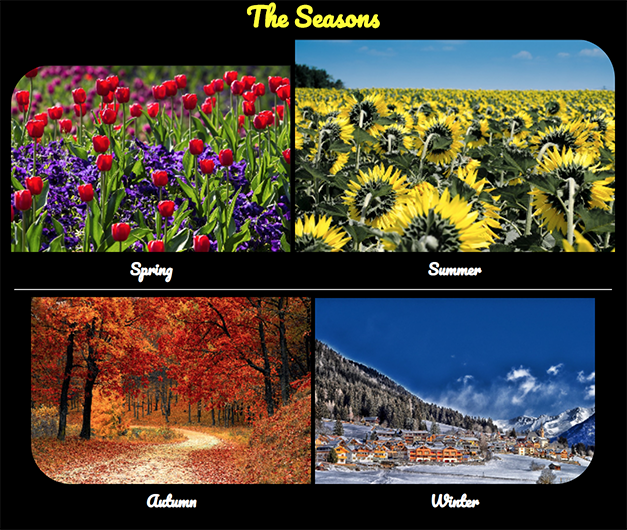 The Seasons
Spring
Summer
Autumn
Winter